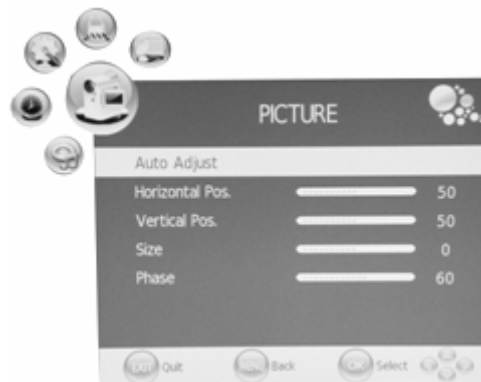 PICTURE
Auto Adjust
Horizontal Pos. 50
Vertical Pos. 50
Size 0
Phase 60
Quit Back Select